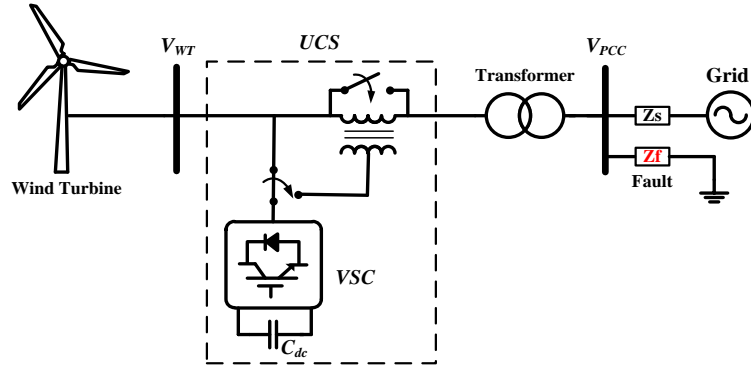 UCS
V_WT
V_PCC
Transformer
Grid
Zs
Zf
Fault
Wind Turbine
VSC
C_dc